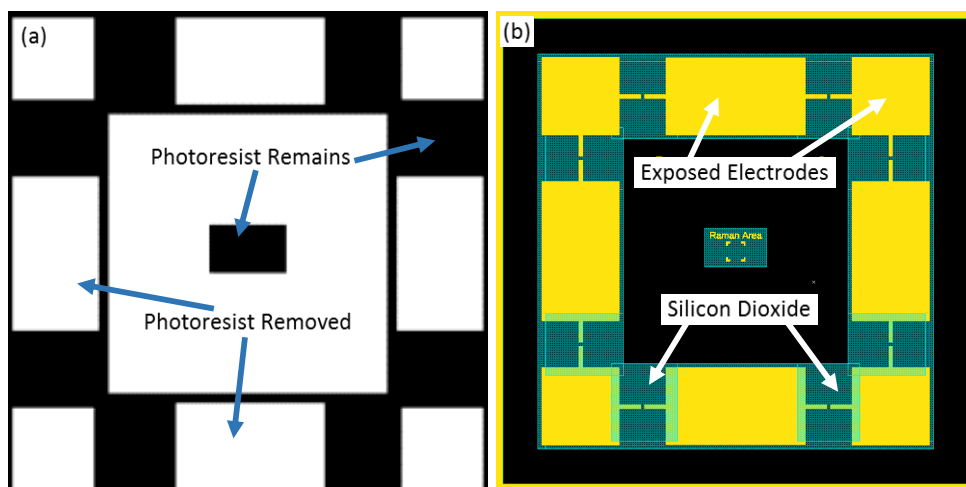 (a)
Photoresist Remains
Photoresist Removed
(b)
Exposed Electrodes
Raman Area
Silicon Dioxide